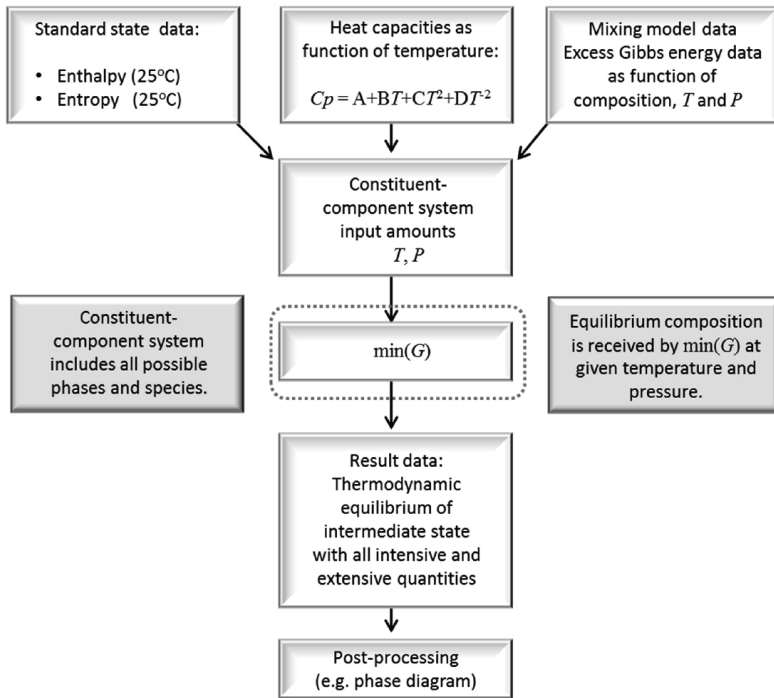 Standard state data:
• Enthalpy (25°C)
• Entropy (25°C)
Heat capacities as
function of temperature:
Cp = A+BT+CT²+DT⁻²
Mixing model data
Excess Gibbs energy data
as function of
composition, T and P
Constituent-
component system
input amounts
T, P
Constituent-
component system
includes all possible
phases and species.
min(G)
Equilibrium composition
is received by min(G) at
given temperature and
pressure.
Result data:
Thermodynamic
equilibrium of
intermediate state
with all intensive and
extensive quantities
Post-processing
(e.g. phase diagram)